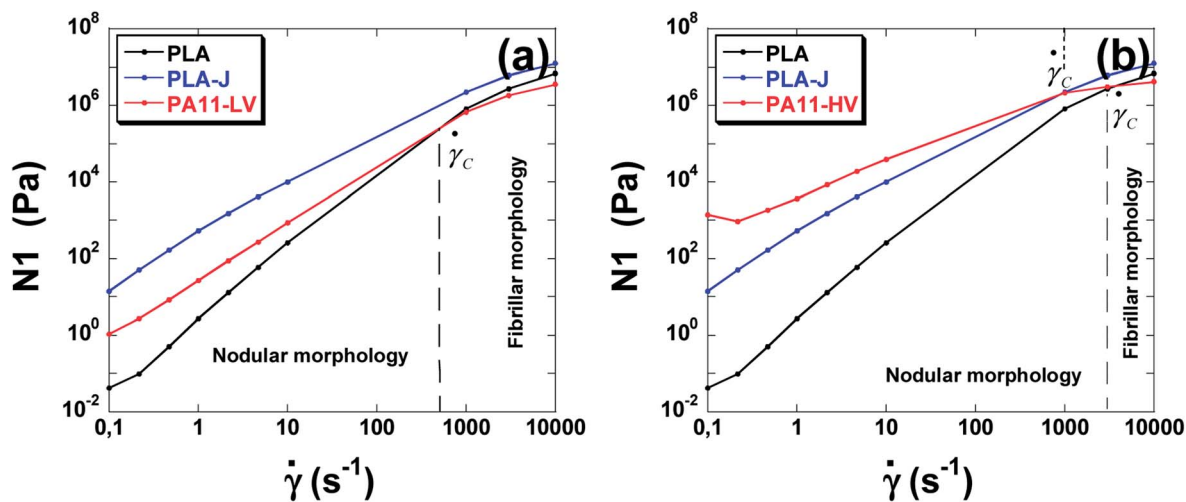 (a)
PLA
PLA-J
PA11-LV
N1 (Pa)
10^8
10^6
10^4
10^2
10^0
10^-2
γ̇_C
Nodular morphology
Fibrillar morphology
0,1
1
10
100
1000
10000
γ̇ (s^-1)
(b)
PLA
PLA-J
PA11-HV
N1 (Pa)
10^8
10^6
10^4
10^2
10^0
10^-2
γ̇_C
γ̇_C
Nodular morphology
Fibrillar morphology
0,1
1
10
100
1000
10000
γ̇ (s^-1)